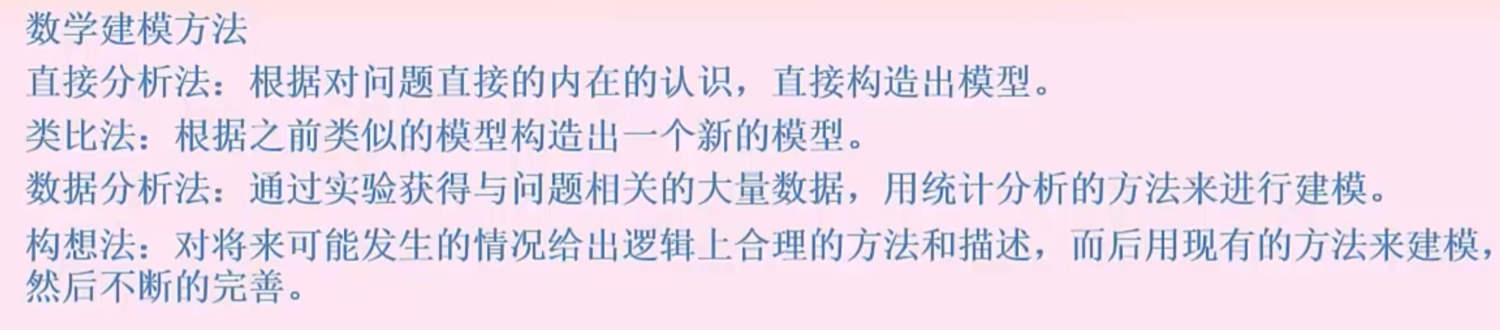 数学建模方法
直接分析法：根据对问题直接的内在的认识，直接构造出模型。
类比法：根据之前类似的模型构造出一个新的模型。
数据分析法：通过实验获得与问题相关的大量数据，用统计分析的方法来进行建模。
构想法：对将来可能发生的情况给出逻辑上合理的方法和描述，而后用现有的方法来建模，
然后不断的完善。